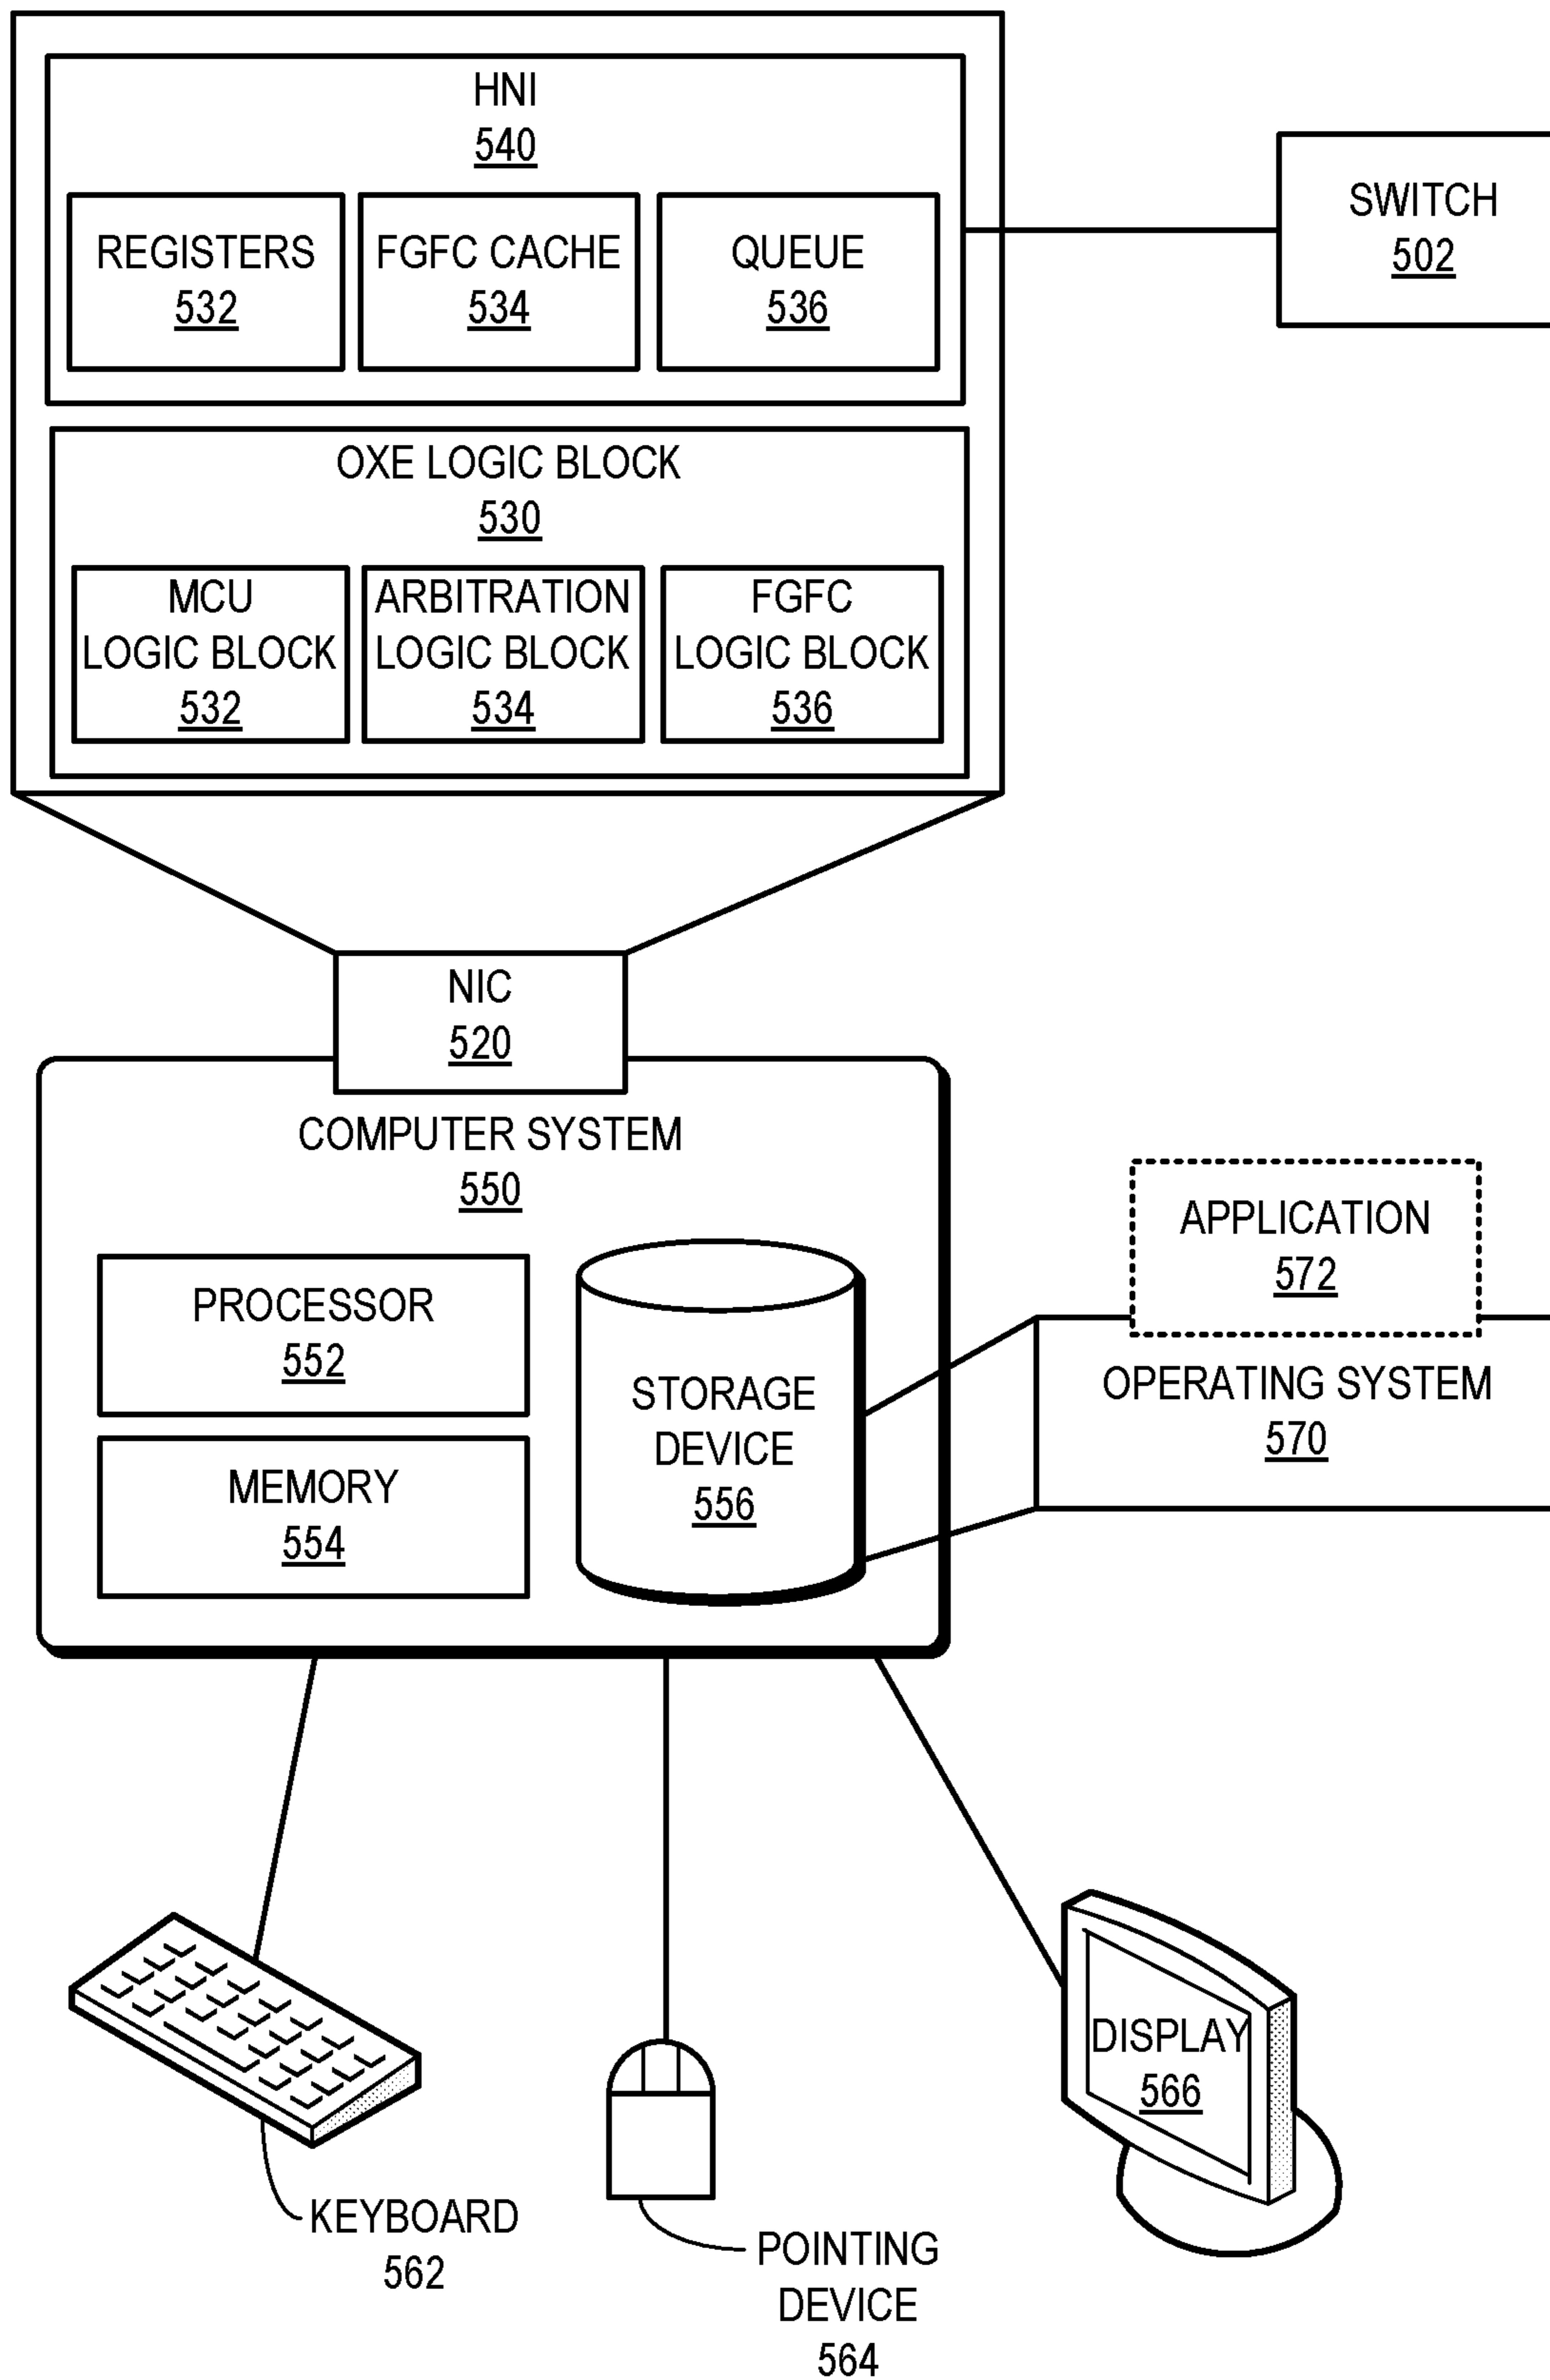 HNI
540
REGISTERS
532
FGFC CACHE
534
QUEUE
536
SWITCH
502
OXE LOGIC BLOCK
530
MCU
LOGIC BLOCK
532
ARBITRATION
LOGIC BLOCK
534
FGFC
LOGIC BLOCK
536
NIC
520
COMPUTER SYSTEM
550
PROCESSOR
552
MEMORY
554
STORAGE
DEVICE
556
APPLICATION
572
OPERATING SYSTEM
570
DISPLAY
566
KEYBOARD
562
POINTING
DEVICE
564